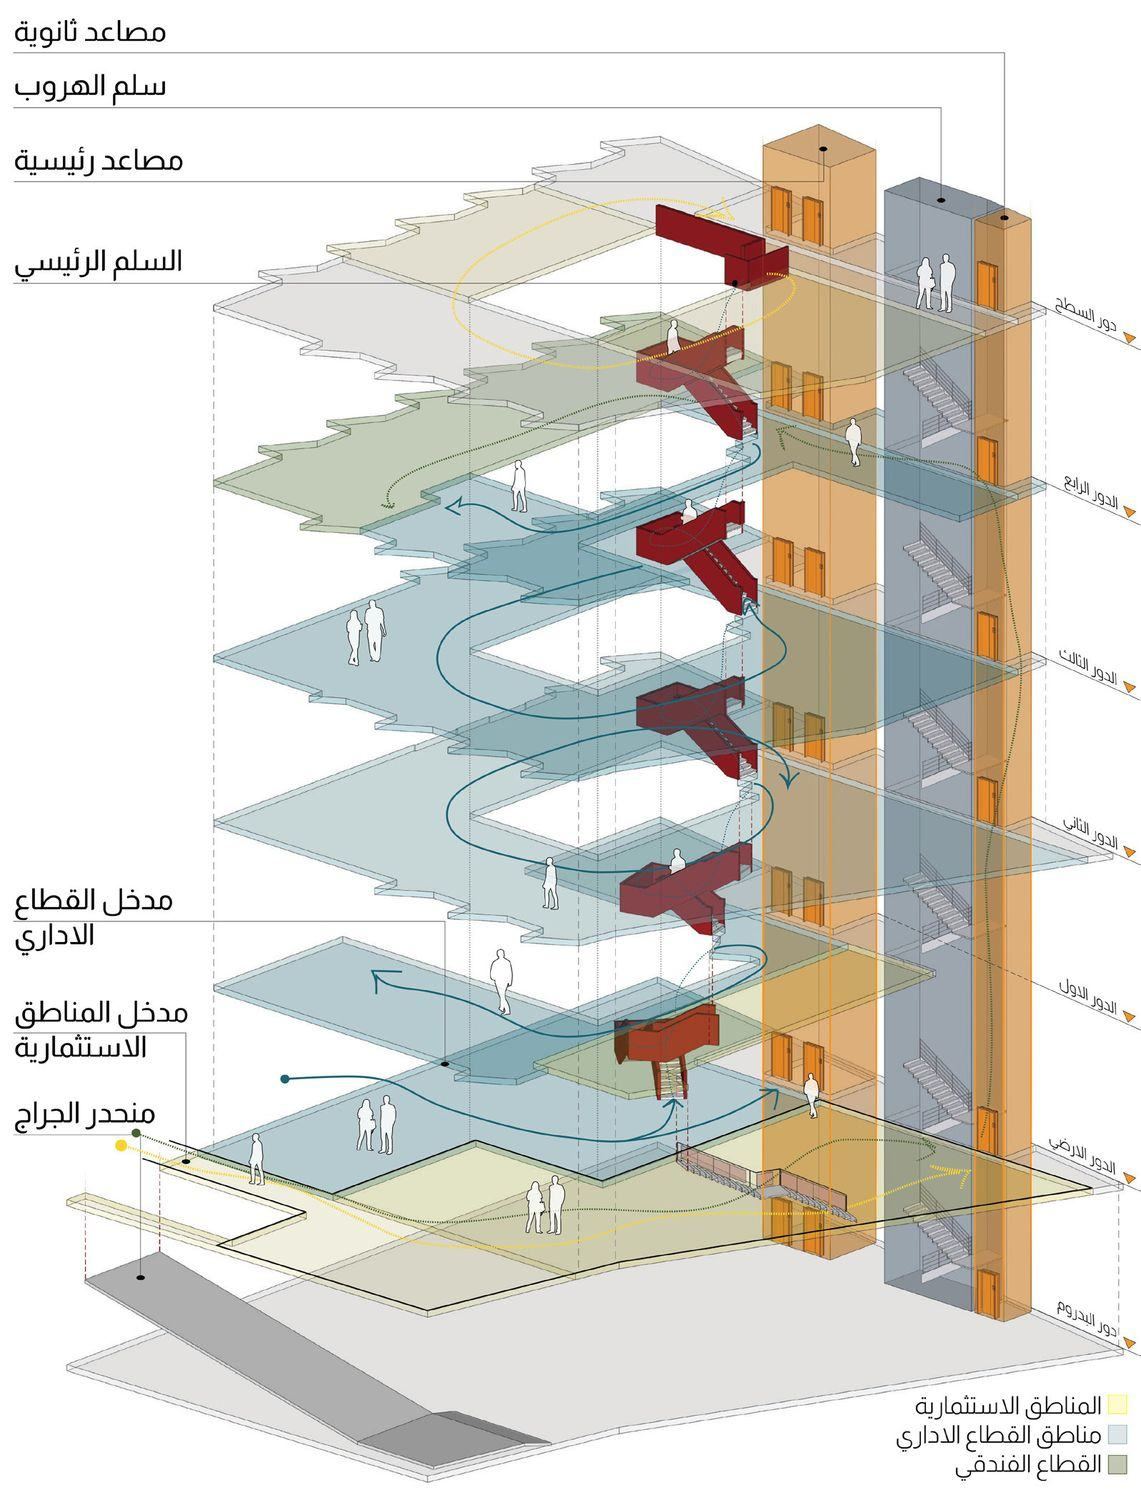 مصاعد ثانوية
سلم الهروب
مصاعد رئيسية
السلم الرئيسي
دور السطح
الدور الرابع
الدور الثالث
الدور الثاني
مدخل القطاع
الاداري
الدور الاول
مدخل المناطق
الاستثمارية
منحدر الجراج
الدور الارضي
دور البدروم
المناطق الاستثمارية
مناطق القطاع الاداري
القطاع الفندقي